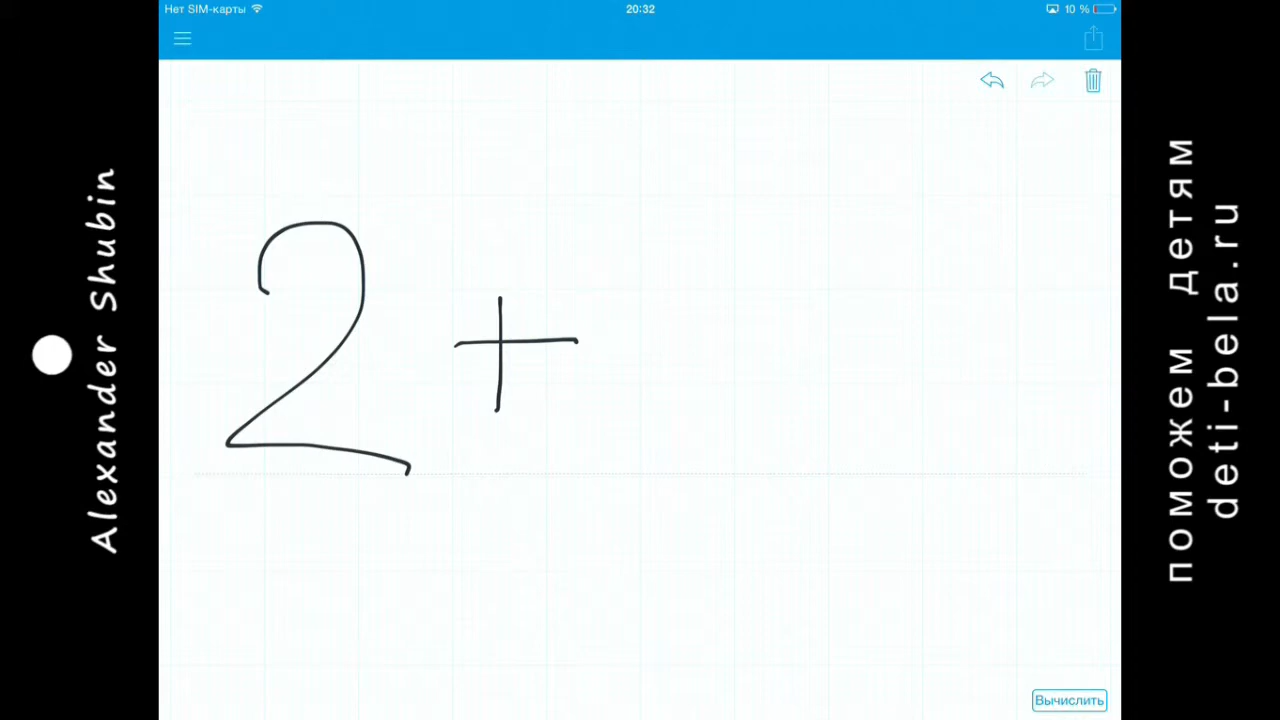 Нет SIM-карты
20:32
10 %
2 +
Вычислить
Alexander Shubin
поможем детям
deti-bela.ru